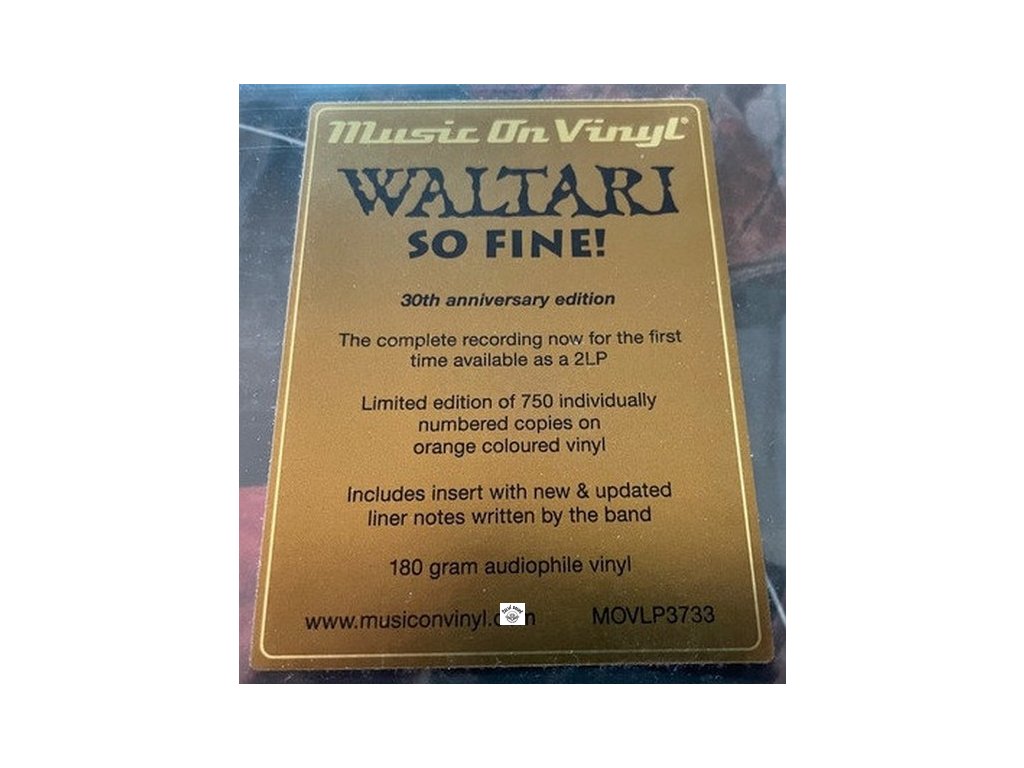 Music On Vinyl®
WALTARI
SO FINE!
30th anniversary edition
The complete recording now for the first
time available as a 2LP
Limited edition of 750 individually
numbered copies on
orange coloured vinyl
Includes insert with new & updated
liner notes written by the band
180 gram audiophile vinyl
www.musiconvinyl. MOVLP3733